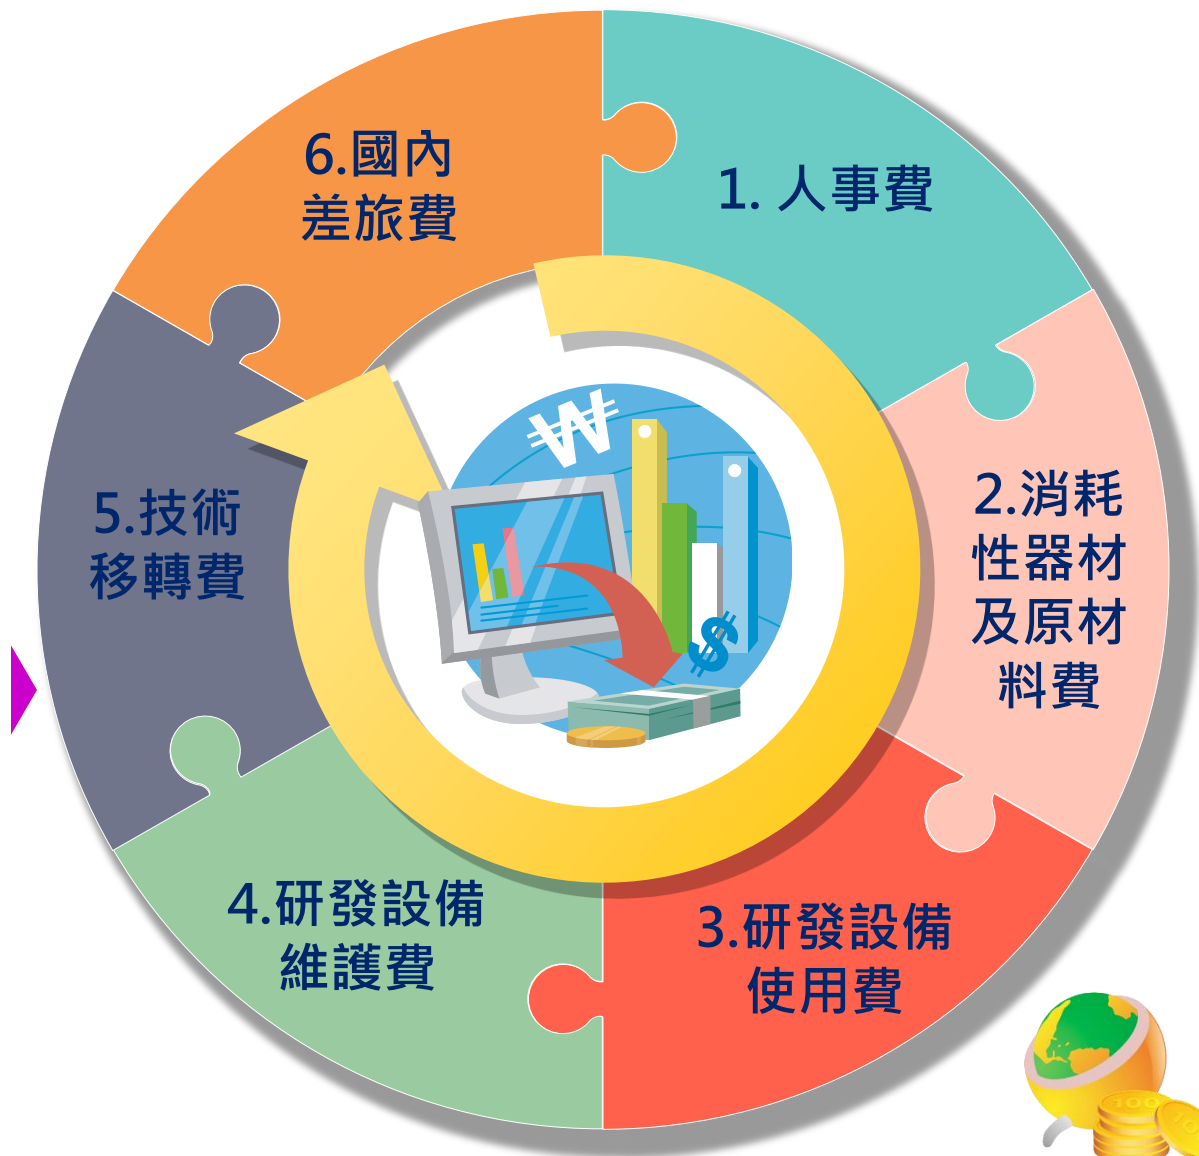 1. 人事費
2.消耗
性器材
及原材
料費
3.研發設備
使用費
4.研發設備
維護費
5.技術
移轉費
6.國內
差旅費
₩
$
100